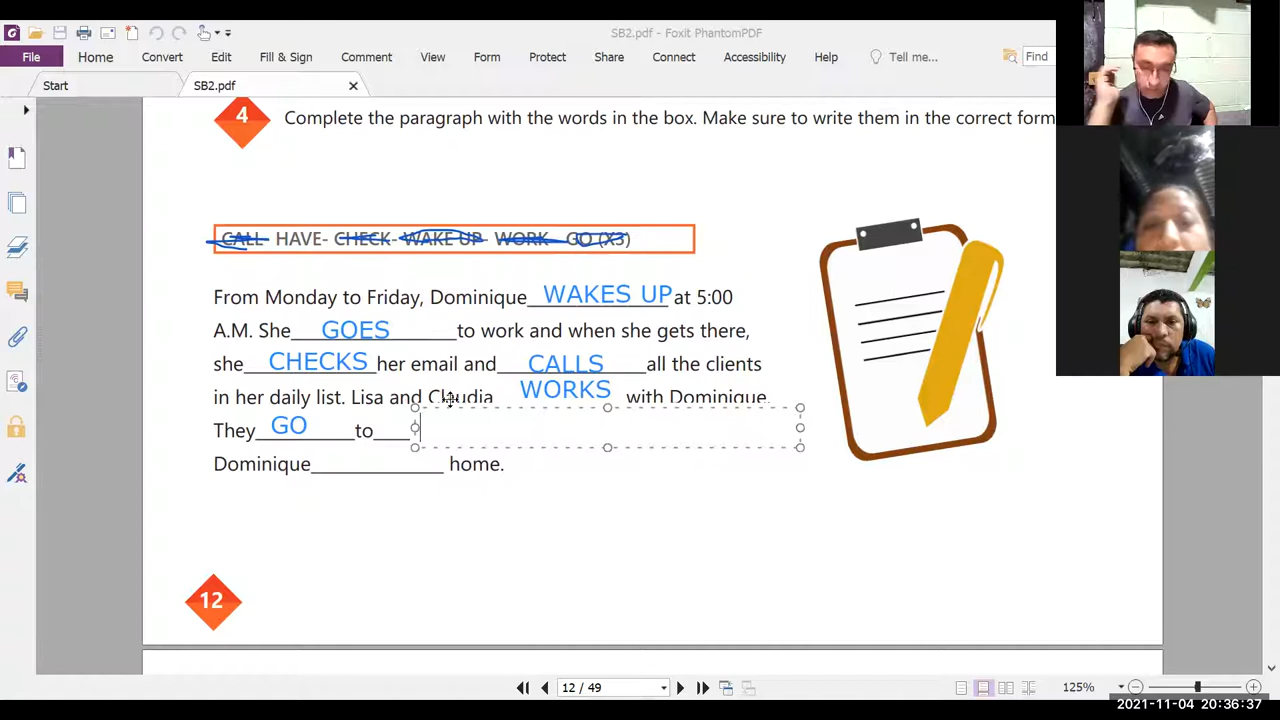 SB2.pdf - Foxit PhantomPDF
File Home Convert Edit Fill & Sign Comment View Form Protect Share Connect Accessibility Help Tell me... Find
Start SB2.pdf
4 Complete the paragraph with the words in the box. Make sure to write them in the correct form
CALL- HAVE- CHECK- WAKE UP- WORK- GO (X3)
From Monday to Friday, Dominique WAKES UP at 5:00
A.M. She GOES to work and when she gets there,
she CHECKS her email and CALLS all the clients
in her daily list. Lisa and Claudia WORKS with Dominique.
They GO to
Dominique home.
12
12 / 49
125%
2021-11-04 20:36:37